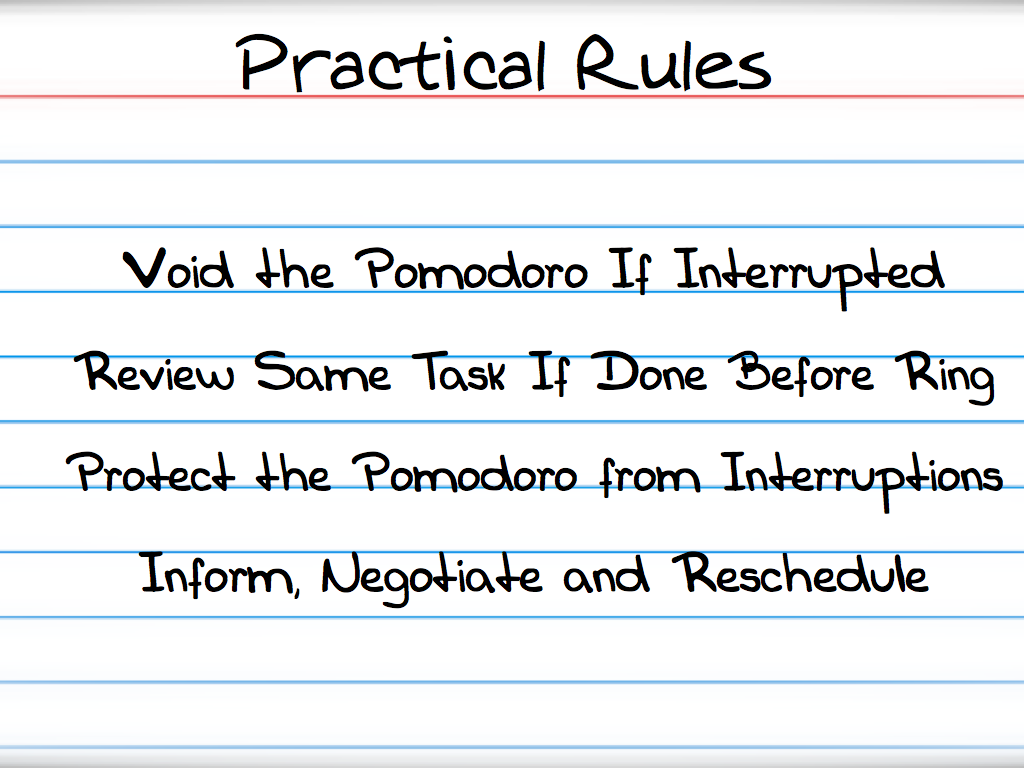 Practical Rules
Void the Pomodoro If Interrupted
Review Same Task If Done Before Ring
Protect the Pomodoro from Interruptions
Inform, Negotiate and Reschedule